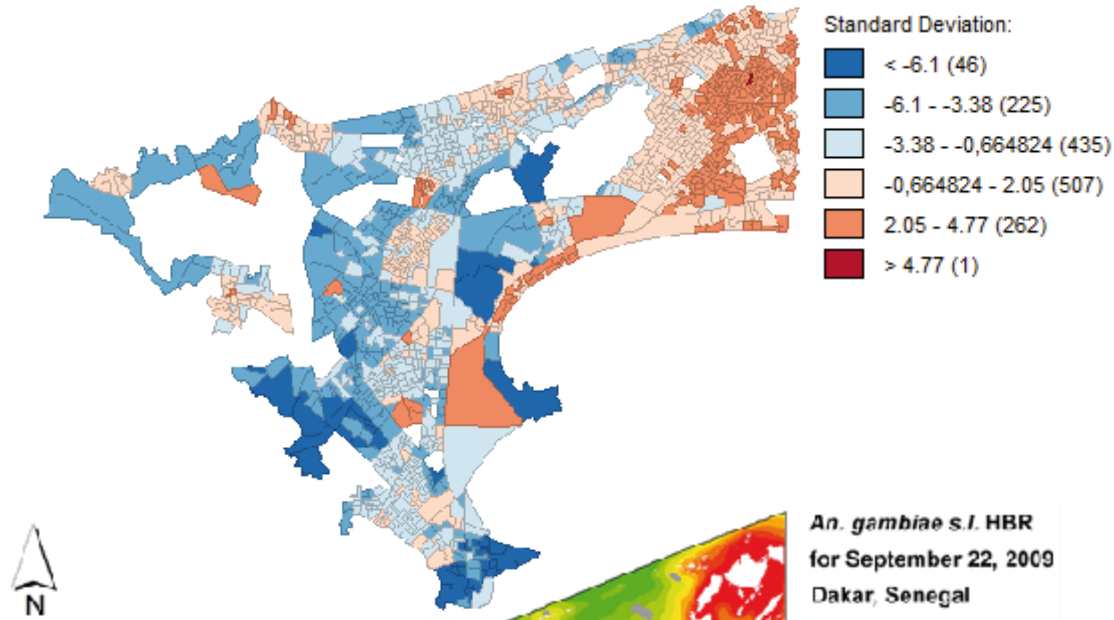 Standard Deviation:
< -6.1 (46)
-6.1 - -3.38 (225)
-3.38 - -0,664824 (435)
-0,664824 - 2.05 (507)
2.05 - 4.77 (262)
> 4.77 (1)
An. gambiae s.l. HBR
for September 22, 2009
Dakar, Senegal
N